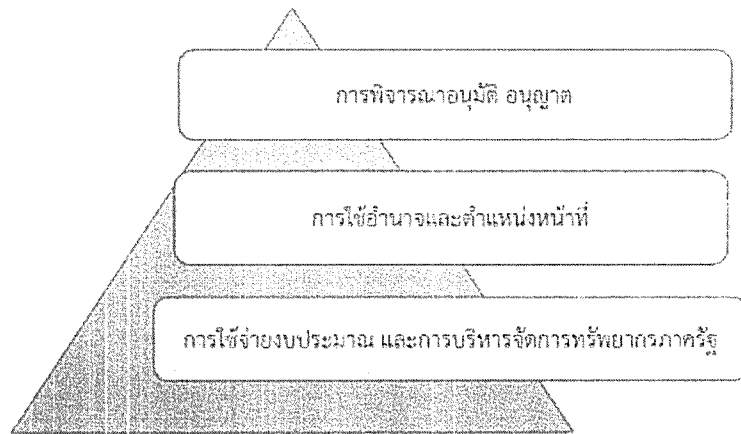 การพิจารณาอนุมัติ อนุญาต
การใช้อำนาจและตำแหน่งหน้าที่
การใช้จ่ายงบประมาณ และการบริหารจัดการทรัพยากรภาครัฐ